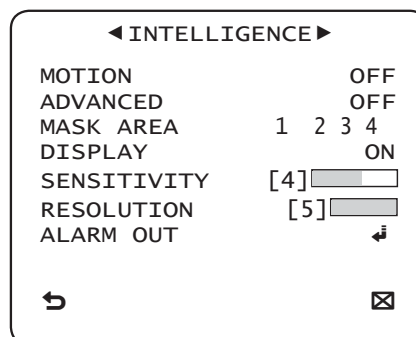 ◄INTELLIGENCE►
MOTION OFF
ADVANCED OFF
MASK AREA 1 2 3 4
DISPLAY ON
SENSITIVITY [4]
RESOLUTION [5]
ALARM OUT